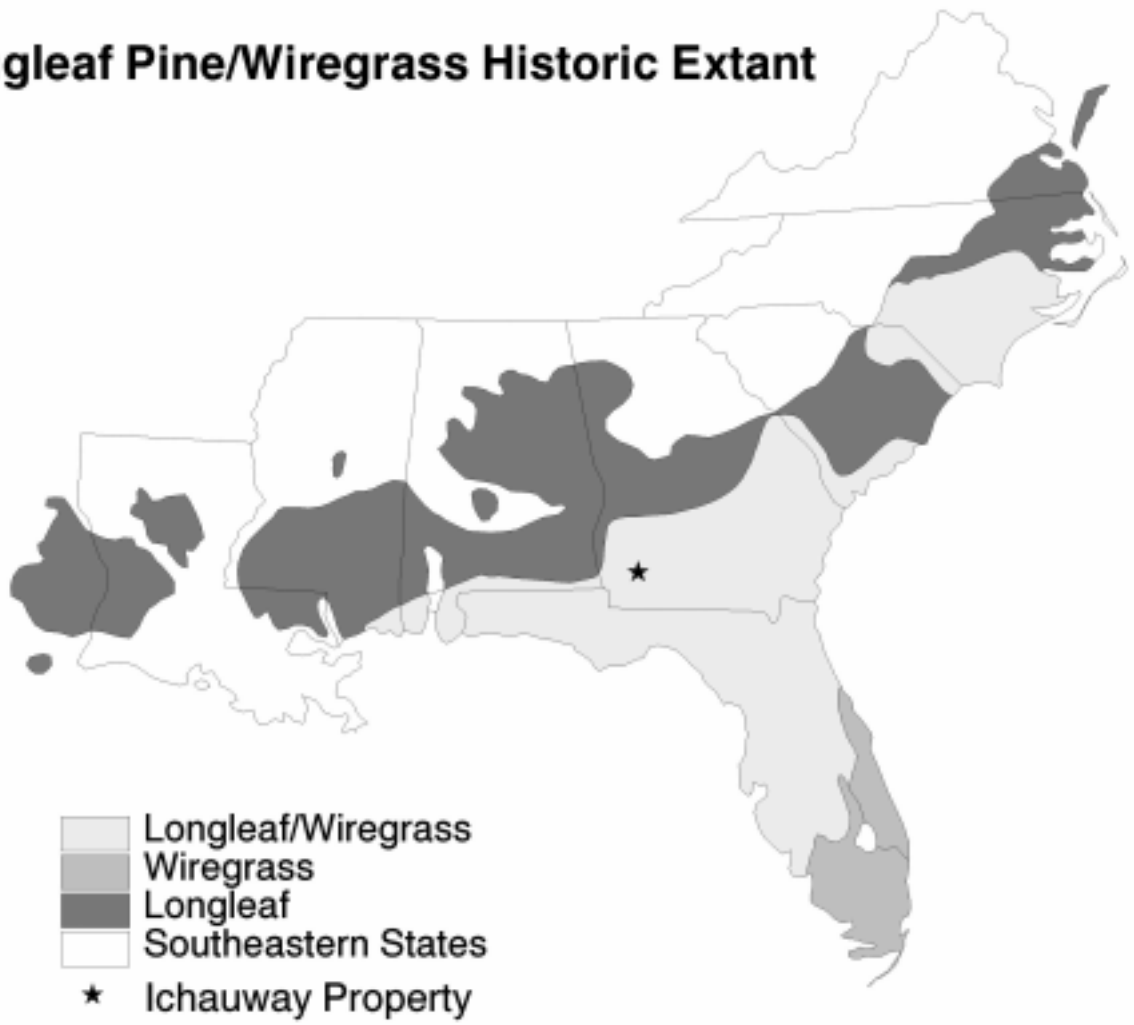 gleaf Pine/Wiregrass Historic Extant
Longleaf/Wiregrass
Wiregrass
Longleaf
Southeastern States
Ichauway Property